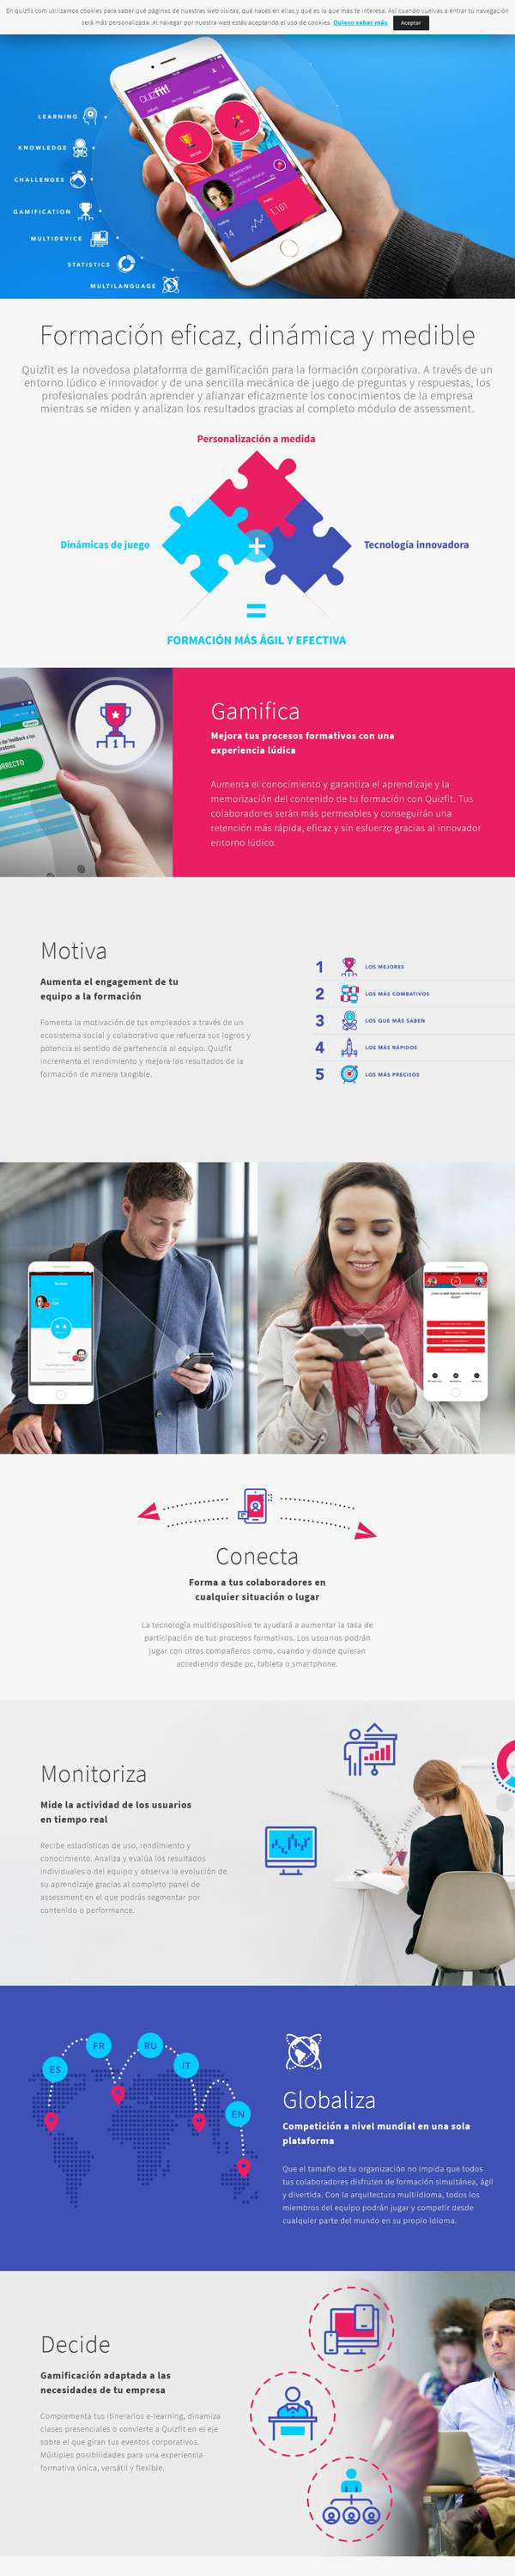 En quizfit.com utilizamos cookies para saber qué páginas de nuestras web visitas, qué haces en ellas y qué es lo que más te interesa. Así cuando vuelvas a entrar tu navegación
será más personalizada. Al navegar por nuestra web estás aceptando el uso de cookies. Quiero saber más Aceptar
QUIZfit!
LEARNING
KNOWLEDGE
CHALLENGES
GAMIFICATION
MULTIDEVICE
STATISTICS
MULTILANGUAGE
14
1.101
Formación eficaz, dinámica y medible
Quizfit es la novedosa plataforma de gamificación para la formación corporativa. A través de un
entorno lúdico e innovador y de una sencilla mecánica de juego de preguntas y respuestas, los
profesionales podrán aprender y afianzar eficazmente los conocimientos de la empresa
mientras se miden y analizan los resultados gracias al completo módulo de assessment.
Personalización a medida
Dinámicas de juego
+
Tecnología innovadora
=
FORMACIÓN MÁS ÁGIL Y EFECTIVA
RRECTO
1
Gamifica
Mejora tus procesos formativos con una
experiencia lúdica
Aumenta el conocimiento y garantiza el aprendizaje y la
memorización del contenido de tu formación con Quizfit. Tus
colaboradores serán más permeables y conseguirán una
retención más rápida, eficaz y sin esfuerzo gracias al innovador
entorno lúdico.
Motiva
Aumenta el engagement de tu
equipo a la formación
Fomenta la motivación de tus empleados a través de un
ecosistema social y colaborativo que refuerza sus logros y
potencia el sentido de pertenencia al equipo. Quizfit
incrementa el rendimiento y mejora los resultados de la
formación de manera tangible.
1 LOS MEJORES
2 LOS MÁS COMBATIVOS
3 LOS QUE MÁS SABEN
4 LOS MÁS RÁPIDOS
5 LOS MÁS PRECISOS
Conecta
Forma a tus colaboradores en
cualquier situación o lugar
La tecnología multidispositivo te ayudará a aumentar la tasa de
participación de tus procesos formativos. Los usuarios podrán
jugar con otros compañeros como, cuando y donde quieran
accediendo desde pc, tableta o smartphone.
Monitoriza
Mide la actividad de los usuarios
en tiempo real
Recibe estadísticas de uso, rendimiento y
conocimiento. Analiza y evalúa los resultados
individuales o del equipo y observa la evolución de
su aprendizaje gracias al completo panel de
assessment en el que podrás segmentar por
contenido o performance.
ES
FR
RU
IT
EN
Globaliza
Competición a nivel mundial en una sola
plataforma
Que el tamaño de tu organización no impida que todos
tus colaboradores disfruten de formación simultánea, ágil
y divertida. Con la arquitectura multiidioma, todos los
miembros del equipo podrán jugar y competir desde
cualquier parte del mundo en su propio idioma.
Decide
Gamificación adaptada a las
necesidades de tu empresa
Complementa tus itinerarios e-learning, dinamiza
clases presenciales o convierte a Quizfit en el eje
sobre el que giran tus eventos corporativos.
Múltiples posibilidades para una experiencia
formativa única, versátil y flexible.